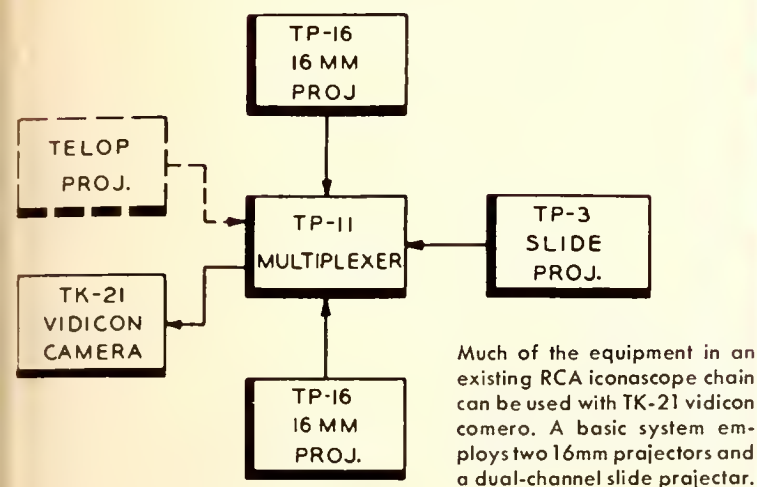 TP-16
16 MM
PROJ
TELOP
PROJ.
TP-11
MULTIPLEXER
TP-3
SLIDE
PROJ.
TK-21
VIDICON
CAMERA
TP-16
16 MM
PROJ.
Much of the equipment in an
existing RCA iconascope chain
can be used with TK-21 vidicon
comero. A basic system em-
ploys two 16mm prajectors and
a dual-channel slide prajectar.